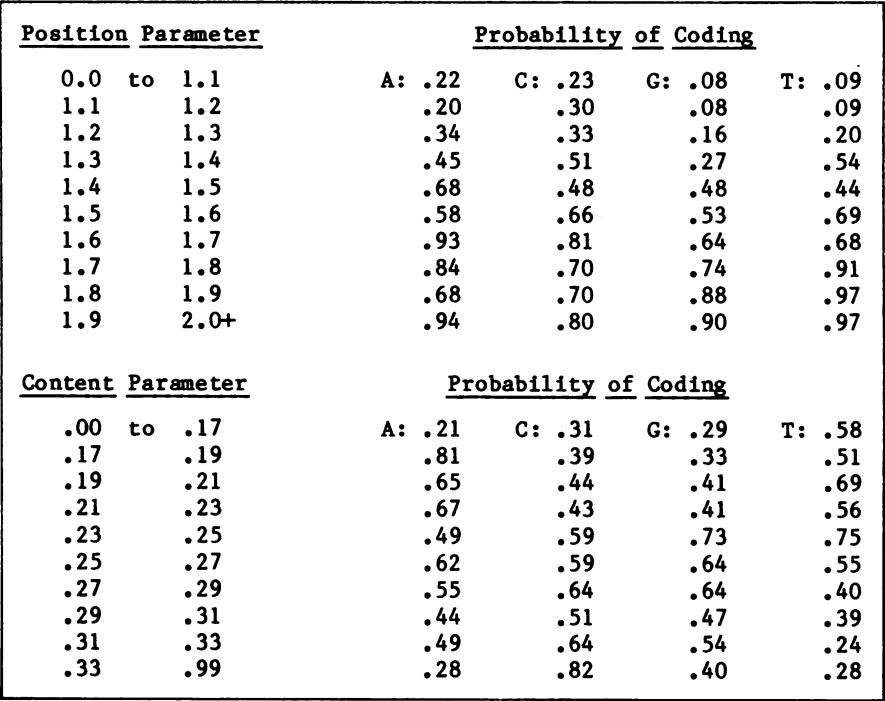 Position Parameter Probability of Coding
0.0 to 1.1 A: .22 C: .23 G: .08 T: .09
1.1 1.2 .20 .30 .08 .09
1.2 1.3 .34 .33 .16 .20
1.3 1.4 .45 .51 .27 .54
1.4 1.5 .68 .48 .48 .44
1.5 1.6 .58 .66 .53 .69
1.6 1.7 .93 .81 .64 .68
1.7 1.8 .84 .70 .74 .91
1.8 1.9 .68 .70 .88 .97
1.9 2.0+ .94 .80 .90 .97
Content Parameter Probability of Coding
.00 to .17 A: .21 C: .31 G: .29 T: .58
.17 .19 .81 .39 .33 .51
.19 .21 .65 .44 .41 .69
.21 .23 .67 .43 .41 .56
.23 .25 .49 .59 .73 .75
.25 .27 .62 .59 .64 .55
.27 .29 .55 .64 .64 .40
.29 .31 .44 .51 .47 .39
.31 .33 .49 .64 .54 .24
.33 .99 .28 .82 .40 .28